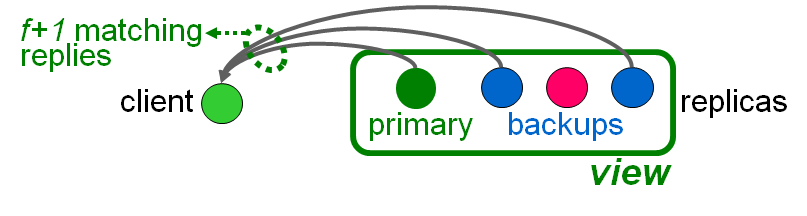 f+1 matching
replies
client
replicas
primary
backups
view